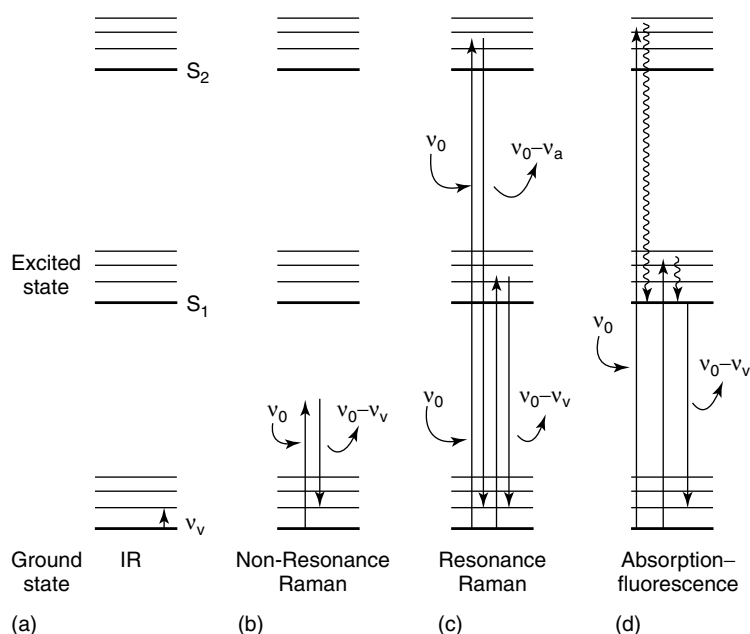 S₂
ν₀
ν₀–νₐ
Excited
state
S₁
ν₀
ν₀
ν₀–νᵥ
ν₀
ν₀–νᵥ
ν₀–νᵥ
νᵥ
Ground
state
IR
Non-Resonance
Raman
Resonance
Raman
Absorption–
fluorescence
(a)
(b)
(c)
(d)